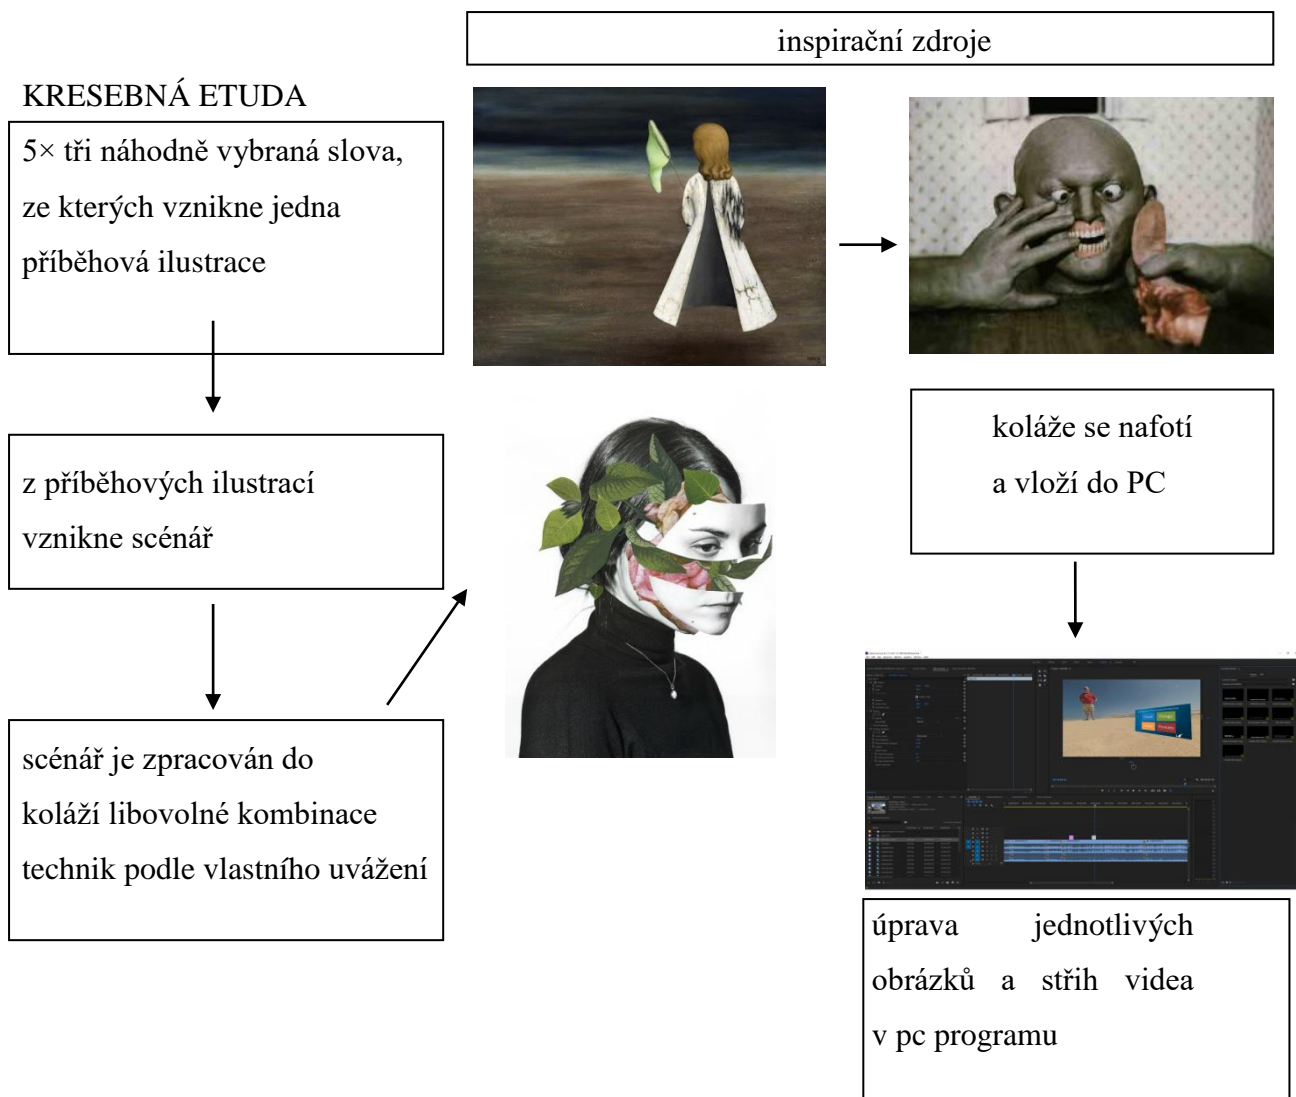 inspirační zdroje
KRESEBNÁ ETUDA
5× tři náhodně vybraná slova,
ze kterých vznikne jedna
příběhová ilustrace
z příběhových ilustrací
vznikne scénář
scénář je zpracován do
koláží libovolné kombinace
technik podle vlastního uvážení
koláže se nafotí
a vloží do PC
úprava jednotlivých
obrázků a střih videa
v pc programu